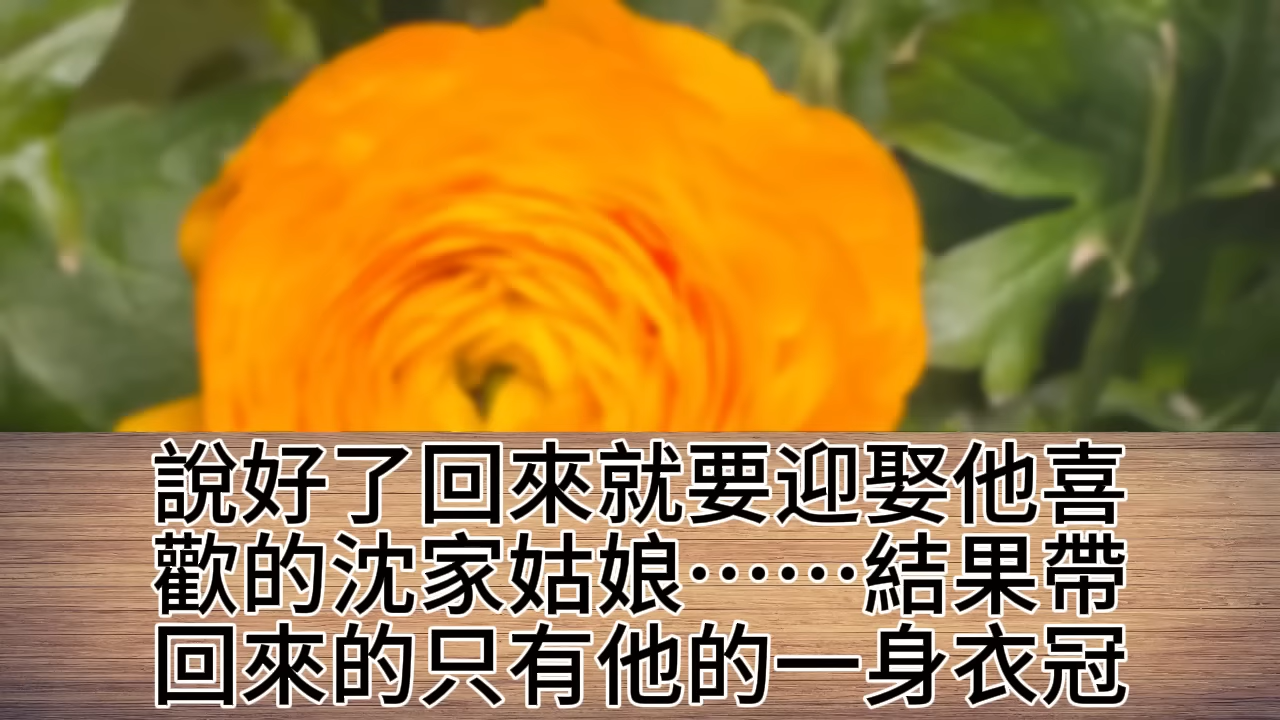 說好了回來就要迎娶他喜
歡的沈家姑娘⋯⋯結果帶
回來的只有他的一身衣冠